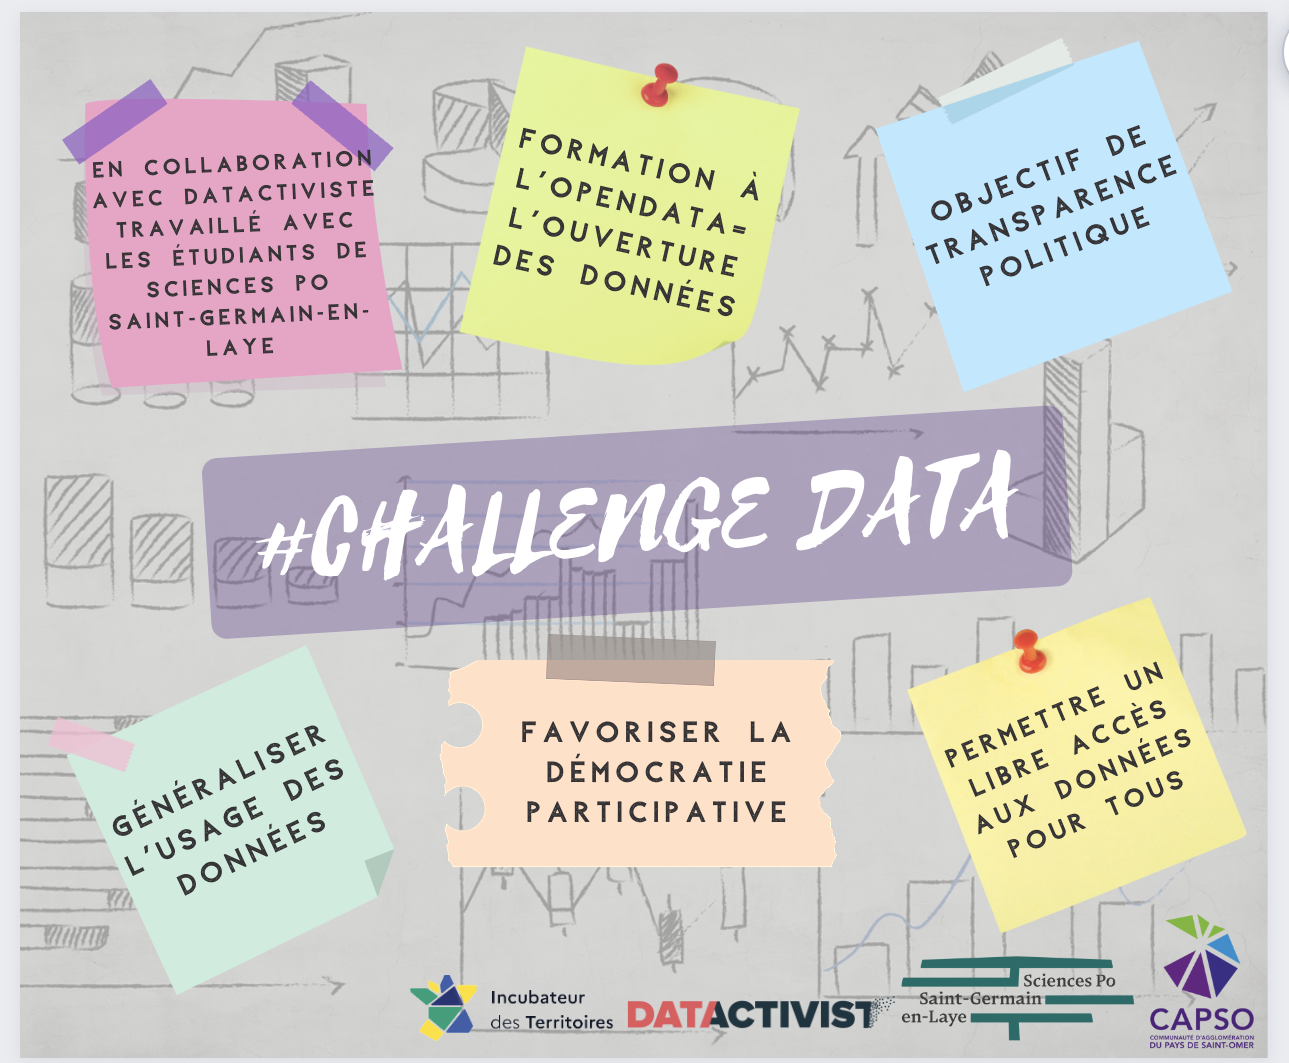 EN COLLABORATION
AVEC DATACTIVISTE
TRAVAILLÉ AVEC
LES ÉTUDIANTS DE
SCIENCES PO
SAINT-GERMAIN-EN-
LAYE
FORMATION À
L'OPENDATA=
L'OUVERTURE
DES DONNÉES
OBJECTIF DE
TRANSPARENCE
POLITIQUE
#CHALLENGE DATA
GÉNÉRALISER
L'USAGE DES
DONNÉES
FAVORISER LA
DÉMOCRATIE
PARTICIPATIVE
PERMETTRE UN
LIBRE ACCÈS
AUX DONNÉES
POUR TOUS
Incubateur
des Territoires
DATACTIVIST
Sciences Po
Saint-Germain
en-Laye
CAPSO
COMMUNAUTÉ D'AGGLOMÉRATION
DU PAYS DE SAINT-OMER